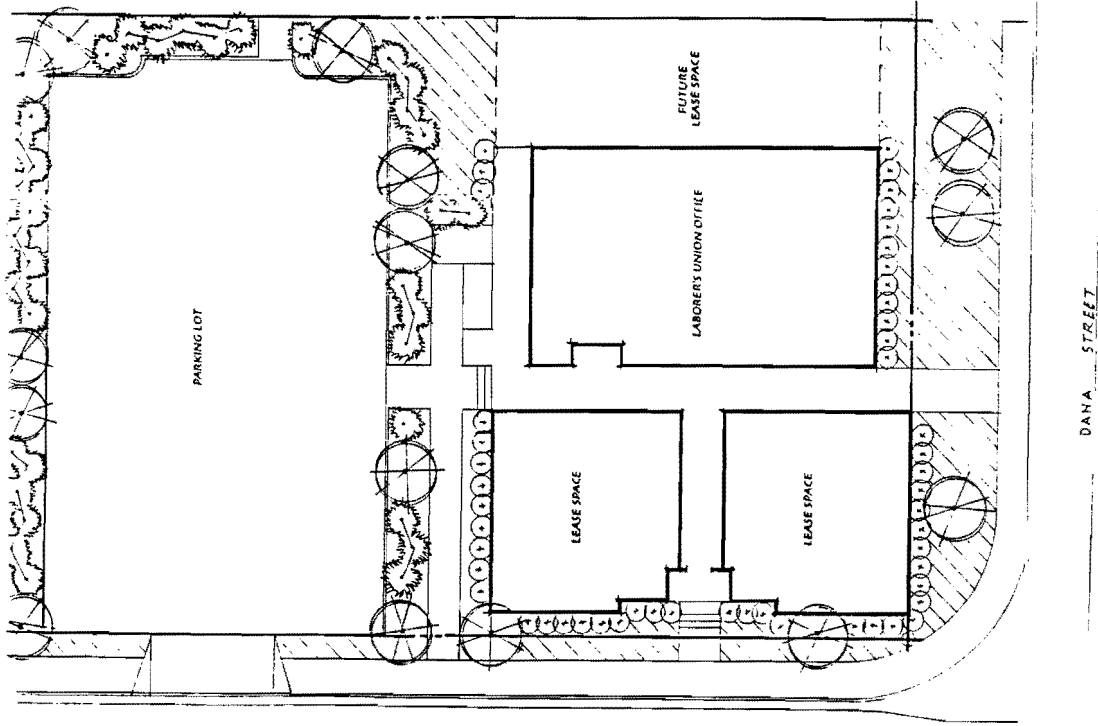 FUTURE
LEASE SPACE
LABORER'S UNION OFFICE
PARKING LOT
LEASE SPACE
LEASE SPACE
DANA STREET